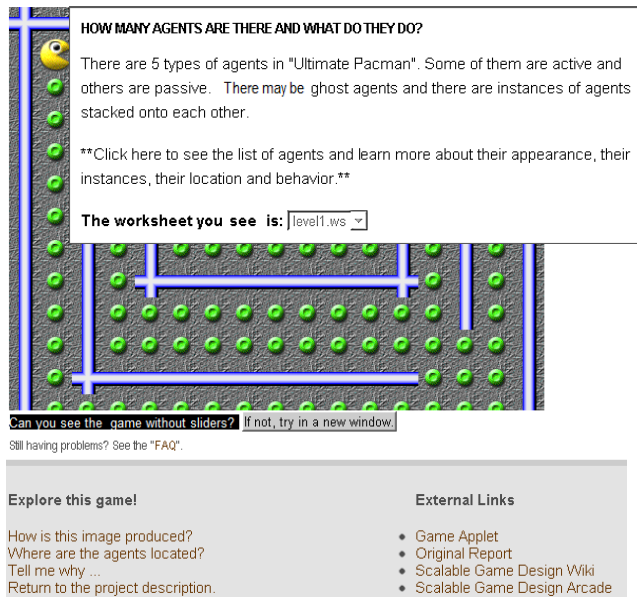 HOW MANY AGENTS ARE THERE AND WHAT DO THEY DO?
There are 5 types of agents in "Ultimate Pacman". Some of them are active and
others are passive. There may be ghost agents and there are instances of agents
stacked onto each other.
**Click here to see the list of agents and learn more about their appearance, their
instances, their location and behavior.**
The worksheet you see is: level1.ws
Can you see the game without sliders? If not, try in a new window.
Still having problems? See the "FAQ".
Explore this game!
How is this image produced?
Where are the agents located?
Tell me why ...
Return to the project description.
External Links
Game Applet
Original Report
Scalable Game Design Wiki
Scalable Game Design Arcade